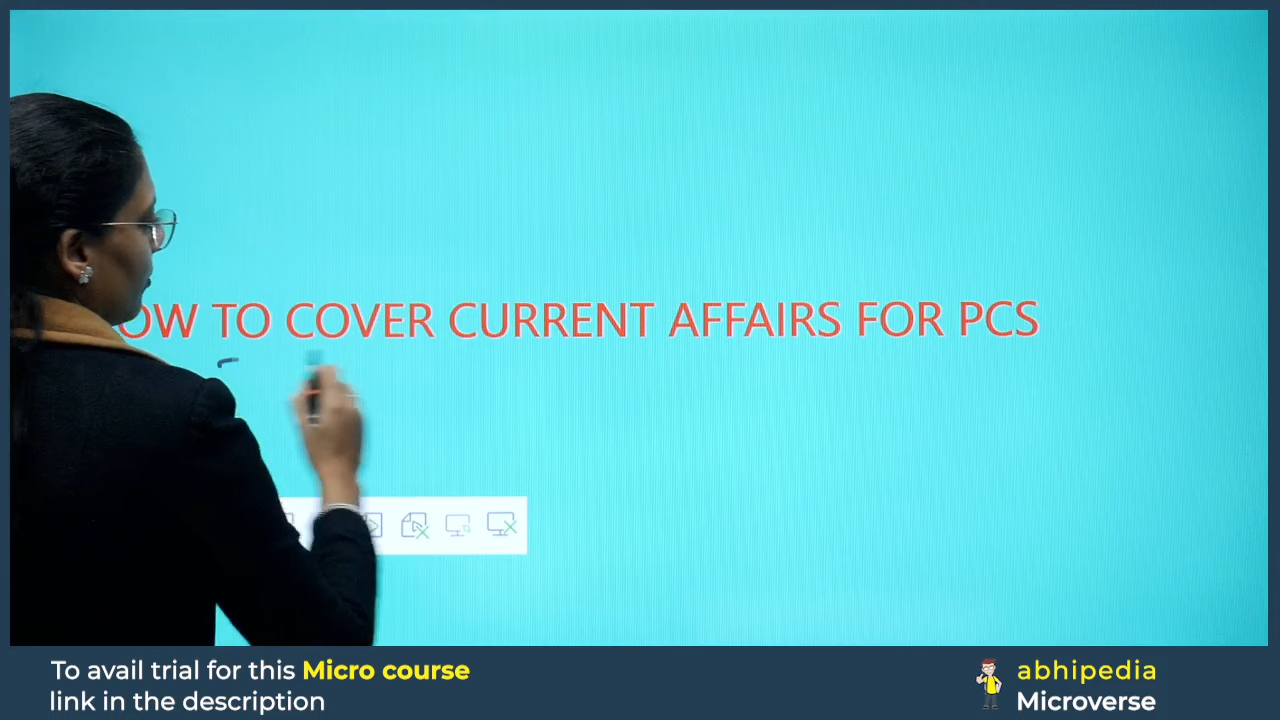 OW TO COVER CURRENT AFFAIRS FOR PCS
To avail trial for this Micro course
link in the description
abhipedia
Microverse